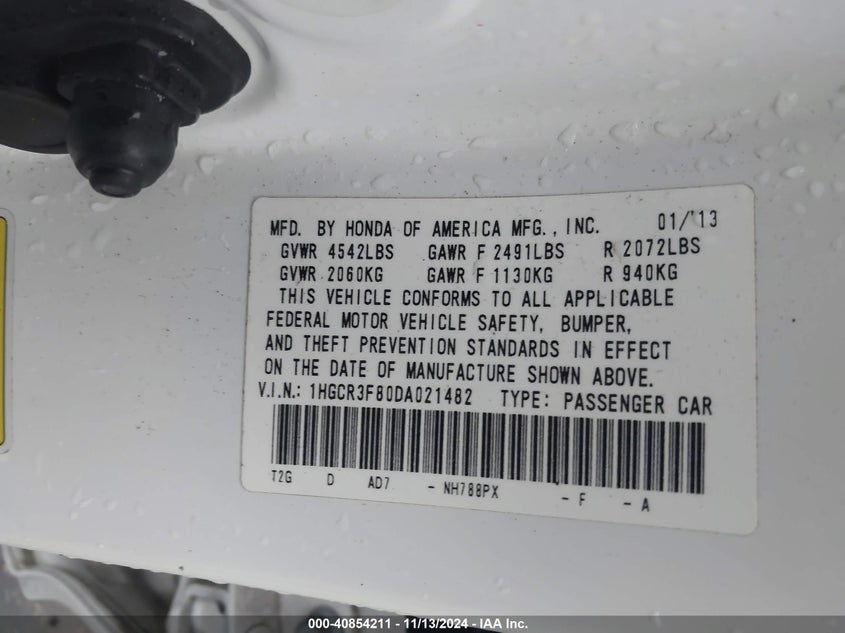 MFD. BY HONDA OF AMERICA MFG., INC. 01/'13
GVWR 4542LBS GAWR F 2491LBS R 2072LBS
GVWR 2060KG GAWR F 1130KG R 940KG
THIS VEHICLE CONFORMS TO ALL APPLICABLE
FEDERAL MOTOR VEHICLE SAFETY, BUMPER,
AND THEFT PREVENTION STANDARDS IN EFFECT
ON THE DATE OF MANUFACTURE SHOWN ABOVE.
V.I.N.: 1HGCR3F80DA021482 TYPE: PASSENGER CAR
T2G D AD7 - NH788PX - F - A
000-40854211 - 11/13/2024 - IAA Inc.